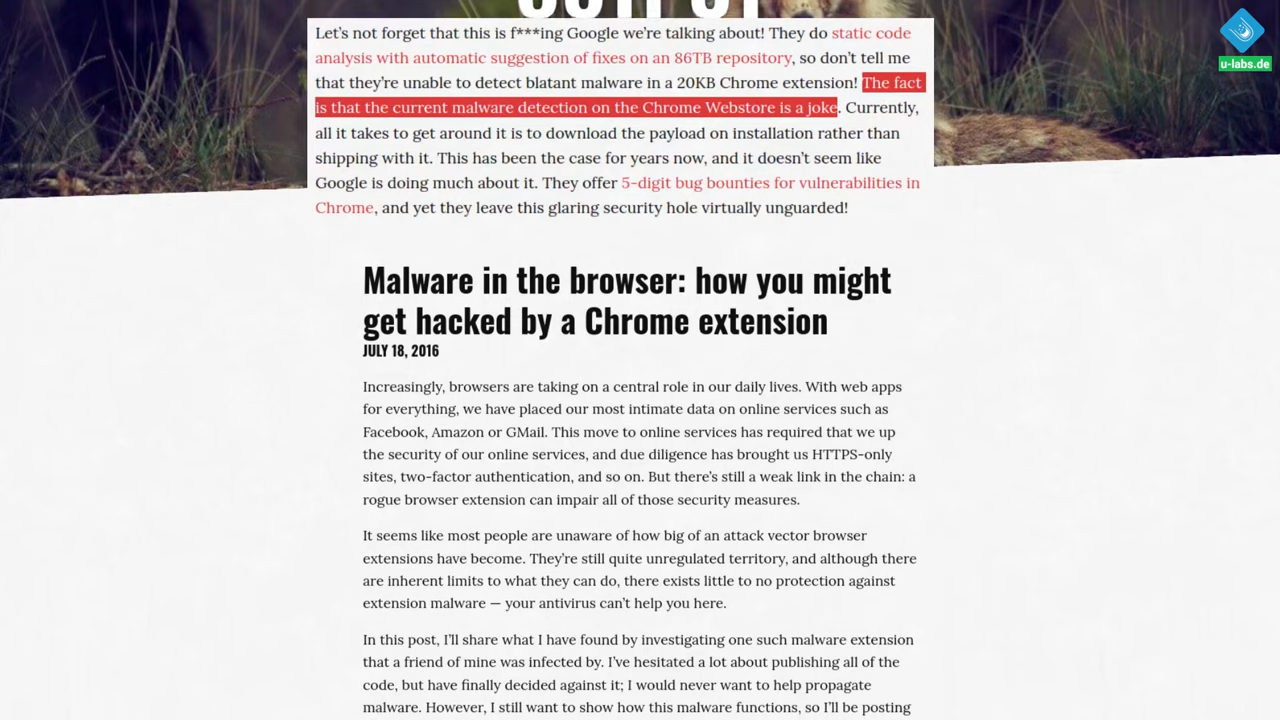 Let's not forget that this is f***ing Google we're talking about! They do static code
analysis with automatic suggestion of fixes on an 86TB repository, so don't tell me
that they're unable to detect blatant malware in a 20KB Chrome extension! The fact
is that the current malware detection on the Chrome Webstore is a joke. Currently,
all it takes to get around it is to download the payload on installation rather than
shipping with it. This has been the case for years now, and it doesn't seem like
Google is doing much about it. They offer 5-digit bug bounties for vulnerabilities in
Chrome, and yet they leave this glaring security hole virtually unguarded!
u-labs.de
Malware in the browser: how you might
get hacked by a Chrome extension
JULY 18, 2016
Increasingly, browsers are taking on a central role in our daily lives. With web apps
for everything, we have placed our most intimate data on online services such as
Facebook, Amazon or GMail. This move to online services has required that we up
the security of our online services, and due diligence has brought us HTTPS-only
sites, two-factor authentication, and so on. But there's still a weak link in the chain: a
rogue browser extension can impair all of those security measures.
It seems like most people are unaware of how big of an attack vector browser
extensions have become. They're still quite unregulated territory, and although there
are inherent limits to what they can do, there exists little to no protection against
extension malware — your antivirus can't help you here.
In this post, I'll share what I have found by investigating one such malware extension
that a friend of mine was infected by. I've hesitated a lot about publishing all of the
code, but have finally decided against it; I would never want to help propagate
malware. However, I still want to show how this malware functions, so I'll be posting